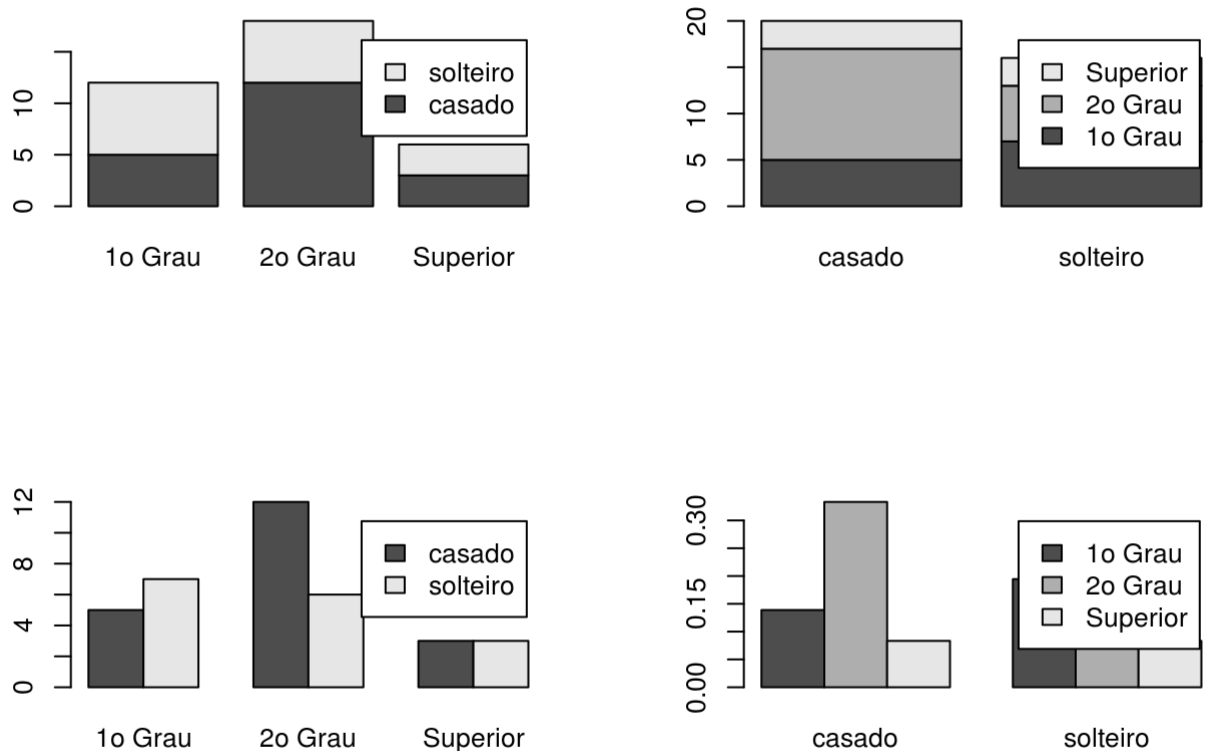 15
10
5
0
solteiro
casado
1o Grau 2o Grau Superior
20
10
5
0
Superior
2o Grau
1o Grau
casado solteiro
12
8
4
0
casado
solteiro
1o Grau 2o Grau Superior
0.30
0.15
0.00
1o Grau
2o Grau
Superior
casado solteiro